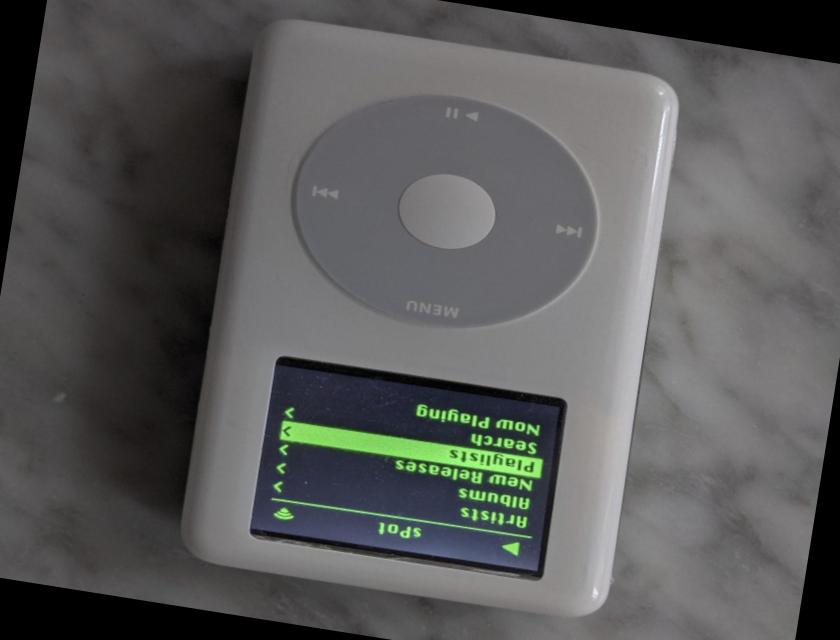 sPot
Artists
Albums
New Releases
Playlists
Search
Now Playing
MENU